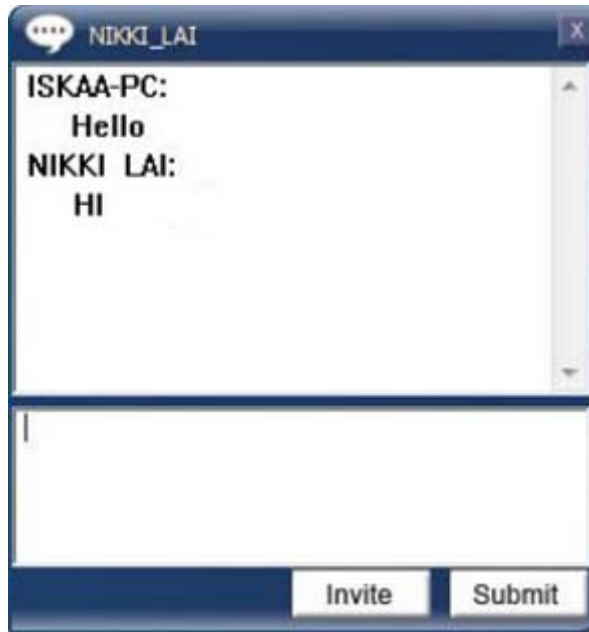 NIKKI_LAI
X
ISKAA-PC:
Hello
NIKKI LAI:
HI
Invite
Submit